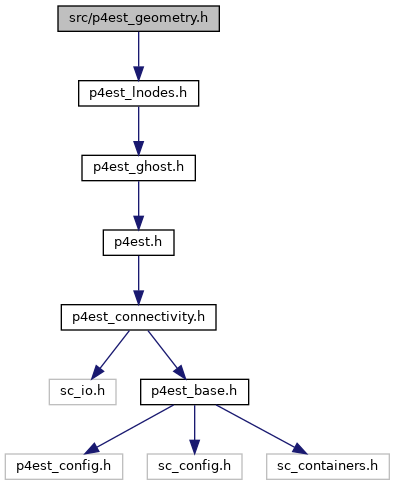 src/p4est_geometry.h
p4est_lnodes.h
p4est_ghost.h
p4est.h
p4est_connectivity.h
sc_io.h
p4est_base.h
p4est_config.h
sc_config.h
sc_containers.h